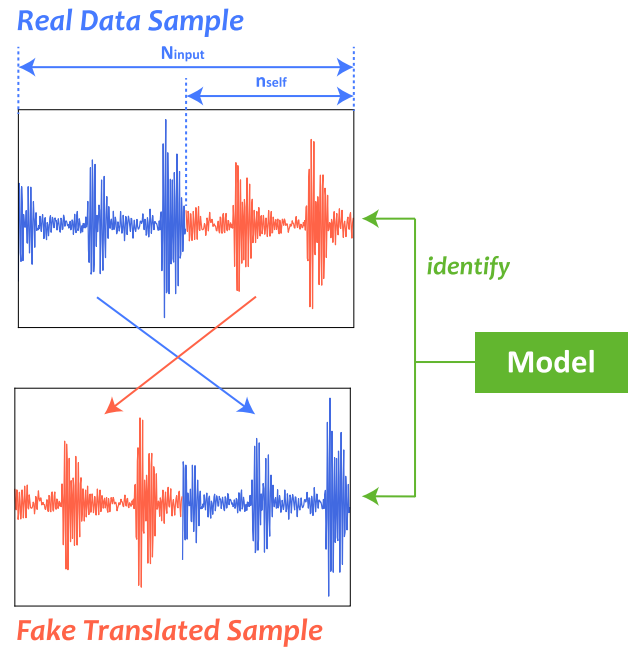 Real Data Sample
Ninput
nself
identify
Model
Fake Translated Sample